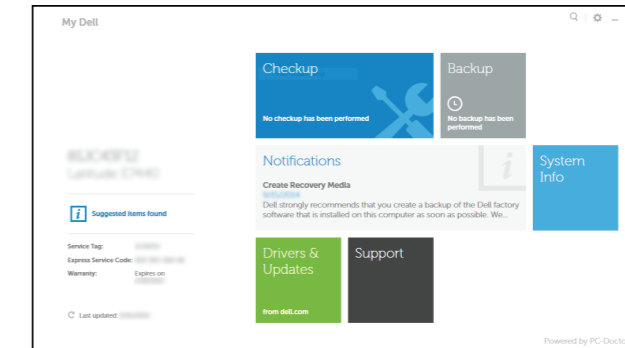 My Dell
Checkup
No checkup has been performed
Backup
No backup has been
performed
Suggested items found
Service Tag:
Express Service Code:
Warranty: Expires on
Last updated:
Notifications
Create Recovery Media
Dell strongly recommends that you create a backup of the Dell factory
software that is installed on this computer as soon as possible. We...
System
Info
Drivers &
Updates
from dell.com
Support
Powered by PC-Docto